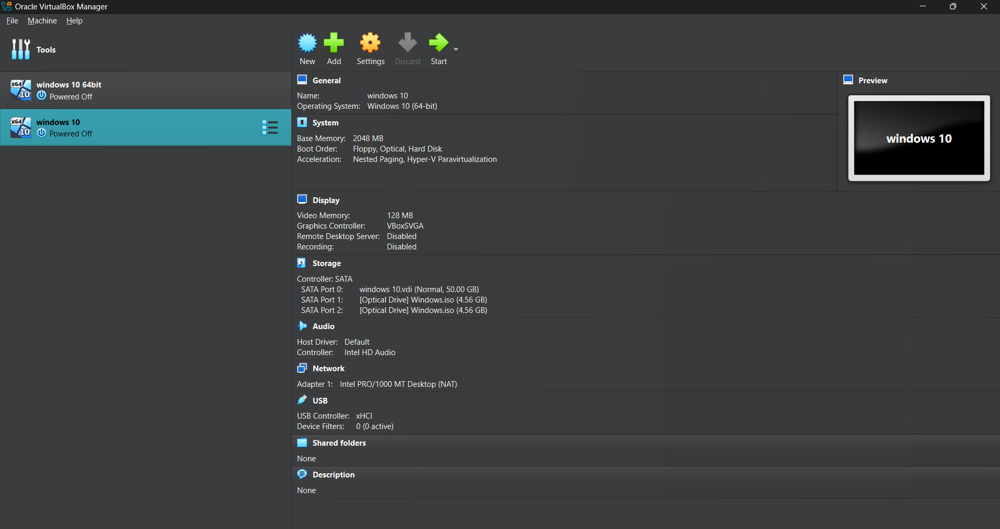 Oracle VirtualBox Manager
File Machine Help
Tools
New Add Settings Discard Start
x64 10 windows 10 64bit
Powered Off
x64 10 windows 10
Powered Off
General
Name: windows 10
Operating System: Windows 10 (64-bit)
System
Base Memory: 2048 MB
Boot Order: Floppy, Optical, Hard Disk
Acceleration: Nested Paging, Hyper-V Paravirtualization
Preview
windows 10
Display
Video Memory: 128 MB
Graphics Controller: VBoxSVGA
Remote Desktop Server: Disabled
Recording: Disabled
Storage
Controller: SATA
SATA Port 0: windows 10.vdi (Normal, 50.00 GB)
SATA Port 1: [Optical Drive] Windows.iso (4.56 GB)
SATA Port 2: [Optical Drive] Windows.iso (4.56 GB)
Audio
Host Driver: Default
Controller: Intel HD Audio
Network
Adapter 1: Intel PRO/1000 MT Desktop (NAT)
USB
USB Controller: xHCI
Device Filters: 0 (0 active)
Shared folders
None
Description
None